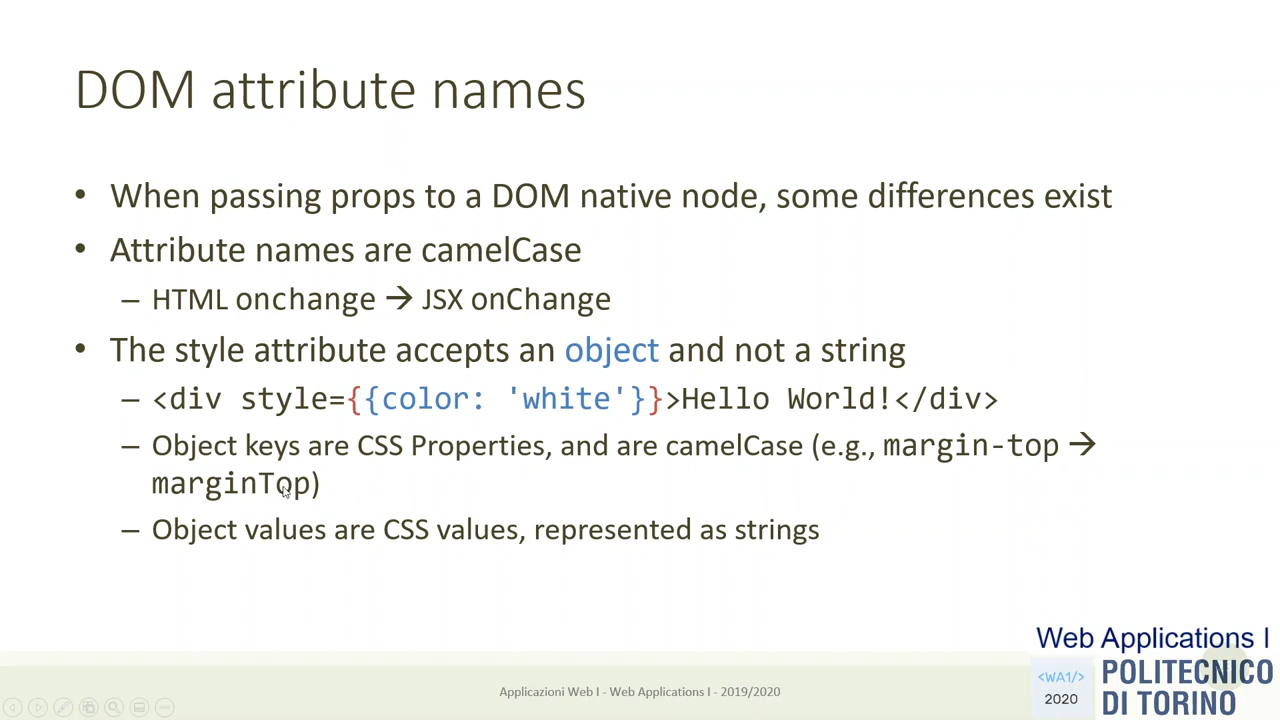 DOM attribute names
• When passing props to a DOM native node, some differences exist
• Attribute names are camelCase
– HTML onchange → JSX onChange
• The style attribute accepts an object and not a string
– <div style={{color: 'white'}}>Hello World!</div>
– Object keys are CSS Properties, and are camelCase (e.g., margin-top →
marginTop)
– Object values are CSS values, represented as strings
Applicazioni Web I - Web Applications I - 2019/2020
Web Applications I
<WA1/>
2020
POLITECNICO
DI TORINO